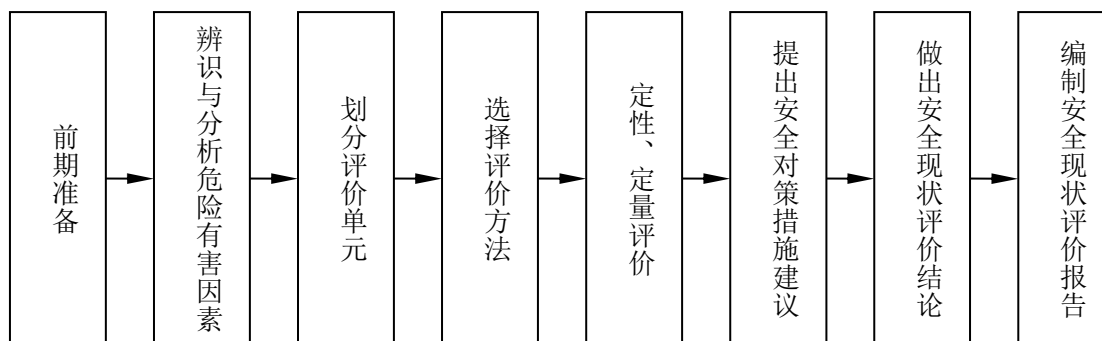 前期准备
辨识与分析危险有害因素
划分评价单元
选择评价方法
定性、定量评价
提出安全对策措施建议
做出安全现状评价结论
编制安全现状评价报告